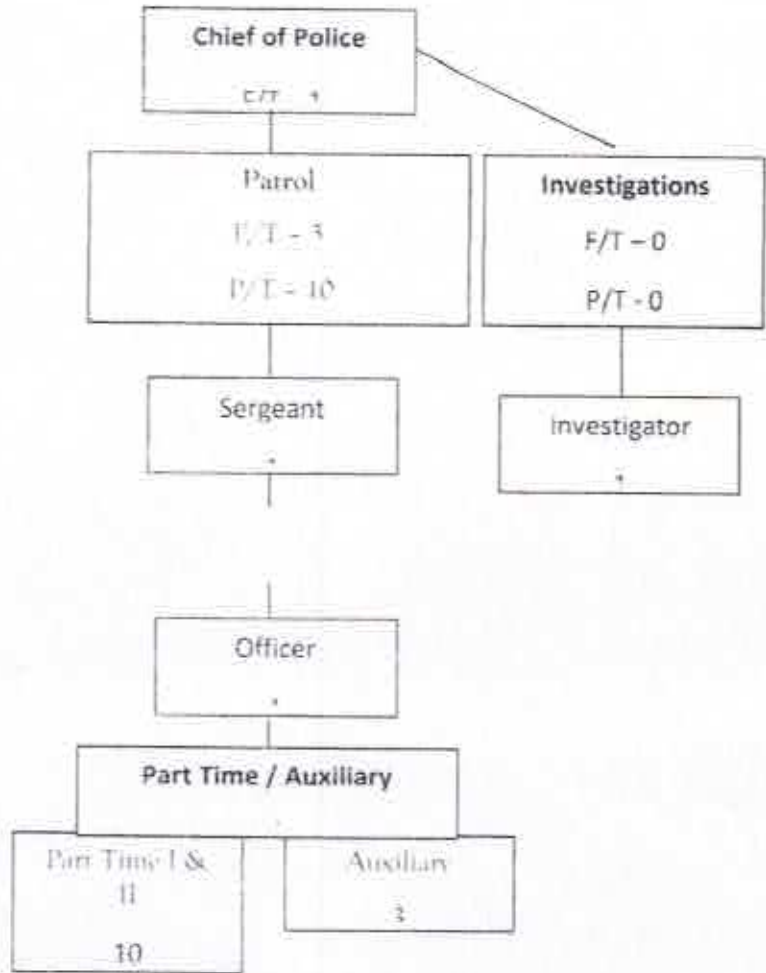 Chief of Police
Patrol
F/T – 3
P/T – 10
Investigations
F/T – 0
P/T - 0
Sergeant
Investigator
Officer
Part Time / Auxiliary
Part Time I &
II
10
Auxiliary